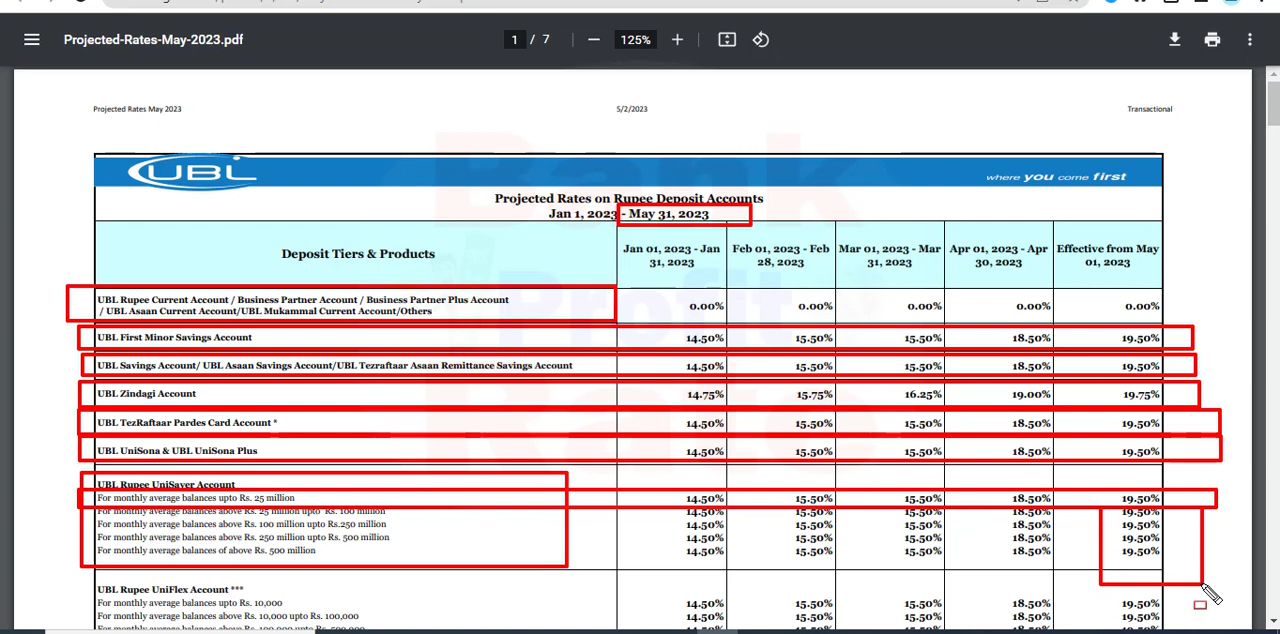 Projected-Rates-May-2023.pdf
1 / 7
125%
Projected Rates May 2023 5/2/2023 Transactional
UBL where you come first
Projected Rates on Rupee Deposit Accounts
Jan 1, 2023 - May 31, 2023
Deposit Tiers & Products
Jan 01, 2023 - Jan 31, 2023
Feb 01, 2023 - Feb 28, 2023
Mar 01, 2023 - Mar 31, 2023
Apr 01, 2023 - Apr 30, 2023
Effective from May 01, 2023
UBL Rupee Current Account / Business Partner Account / Business Partner Plus Account
/ UBL Asaan Current Account/UBL Mukammal Current Account/Others
0.00% 0.00% 0.00% 0.00% 0.00%
UBL First Minor Savings Account 14.50% 15.50% 15.50% 18.50% 19.50%
UBL Savings Account/ UBL Asaan Savings Account/UBL Tezraftaar Asaan Remittance Savings Account 14.50% 15.50% 15.50% 18.50% 19.50%
UBL Zindagi Account 14.75% 15.75% 16.25% 19.00% 19.75%
UBL TezRaftaar Pardes Card Account * 14.50% 15.50% 15.50% 18.50% 19.50%
UBL UniSona & UBL UniSona Plus 14.50% 15.50% 15.50% 18.50% 19.50%
UBL Rupee UniSaver Account
For monthly average balances upto Rs. 25 million 14.50% 15.50% 15.50% 18.50% 19.50%
For monthly average balances above Rs. 25 million upto Rs. 100 million 14.50% 15.50% 15.50% 18.50% 19.50%
For monthly average balances above Rs. 100 million upto Rs.250 million 14.50% 15.50% 15.50% 18.50% 19.50%
For monthly average balances above Rs. 250 million upto Rs. 500 million 14.50% 15.50% 15.50% 18.50% 19.50%
For monthly average balances of above Rs. 500 million 14.50% 15.50% 15.50% 18.50% 19.50%
UBL Rupee UniFlex Account ***
For monthly average balances upto Rs. 10,000 14.50% 15.50% 15.50% 18.50% 19.50%
For monthly average balances above Rs. 10,000 upto Rs. 100,000 14.50% 15.50% 15.50% 18.50% 19.50%
Bank
Profit
Rate